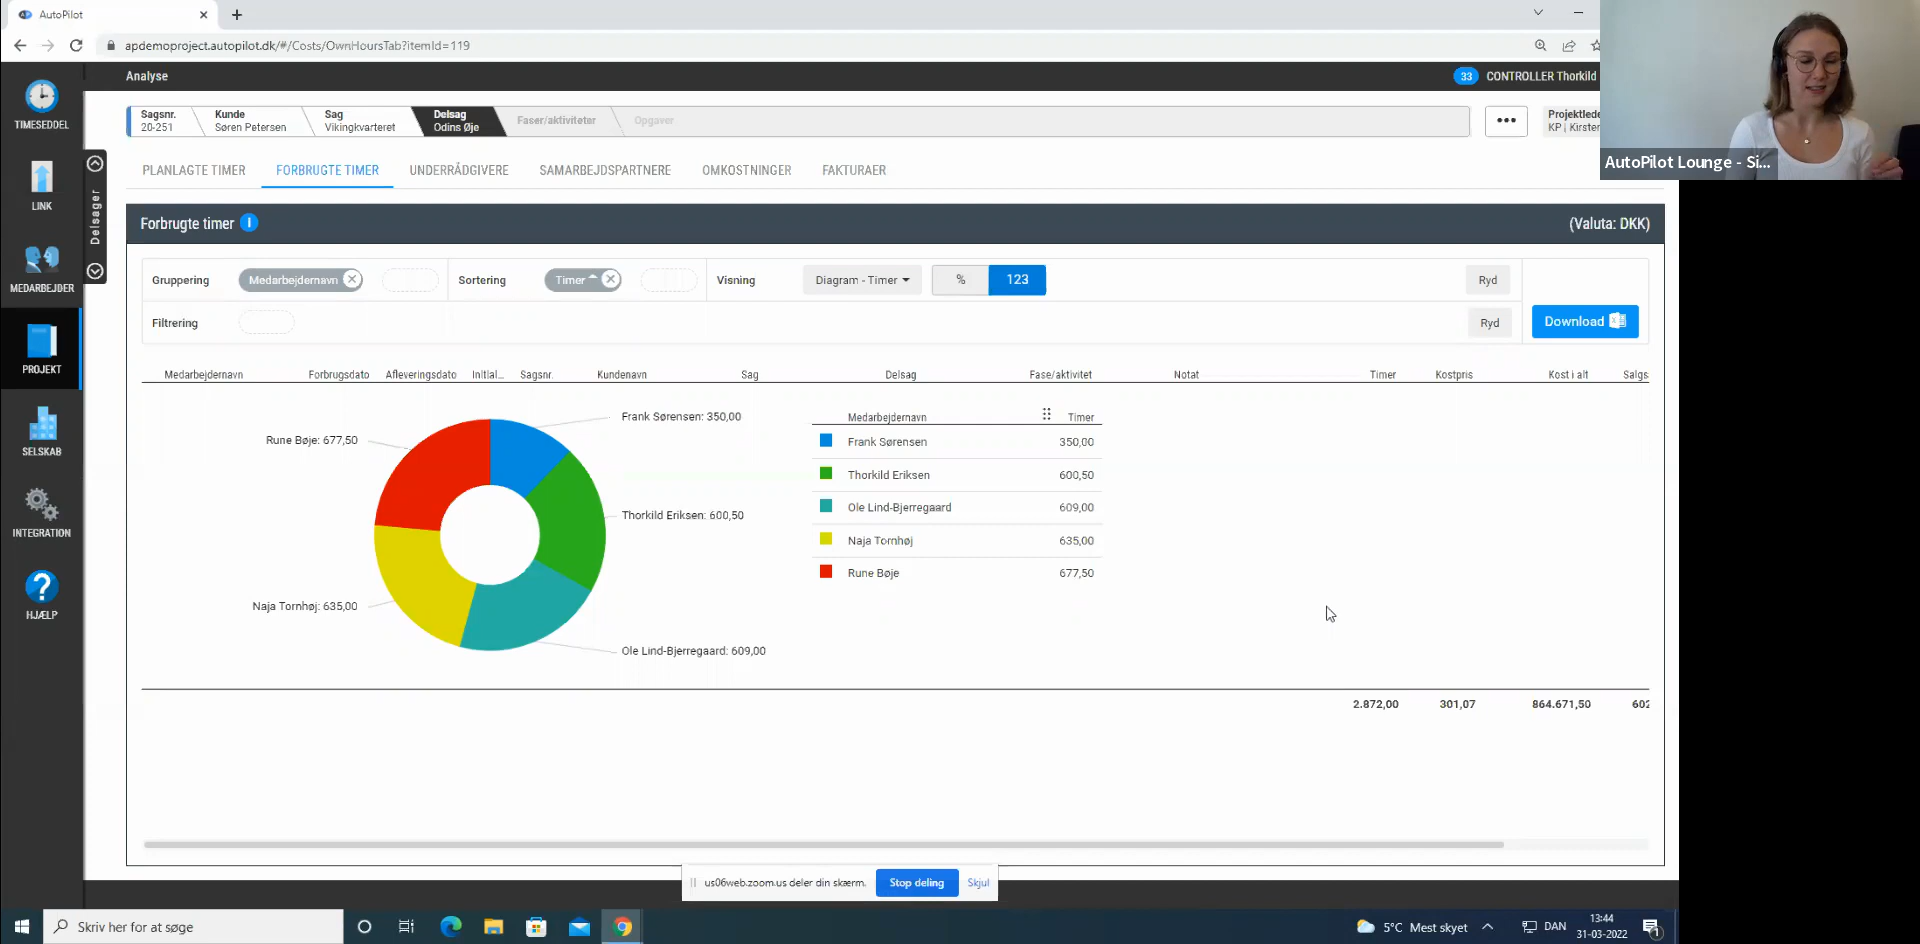 AutoPilot
apdemoproject.autopilot.dk/#/Costs/OwnHoursTab?itemId=119
Analyse
33 CONTROLLER Thorkild
Sagsnr. Kunde Sag Delsag Faser/aktiviteter Opgaver
20-251 Søren Petersen Vikingkvarteret Odins Øje
Projektlede
KP | Kirster
AutoPilot Lounge - Si...
TIMESEDDEL
LINK
MEDARBEJDER
PROJEKT
SELSKAB
INTEGRATION
HJÆLP
Delsager
PLANLAGTE TIMER FORBRUGTE TIMER UNDERRÅDGIVERE SAMARBEJDSPARTNERE OMKOSTNINGER FAKTURAER
Forbrugte timer i (Valuta: DKK)
Gruppering Medarbejdernavn Sortering Timer Visning Diagram - Timer % 123 Ryd
Filtrering Ryd Download
Medarbejdernavn Forbrugsdato Afleveringsdato Initial... Sagsnr. Kundenavn Sag Delsag Fase/aktivitet Notat Timer Kostpris Kost i alt Salgs
Frank Sørensen: 350,00
Rune Bøje: 677,50
Thorkild Eriksen: 600,50
Naja Tornhøj: 635,00
Ole Lind-Bjerregaard: 609,00
Medarbejdernavn Timer
Frank Sørensen 350,00
Thorkild Eriksen 600,50
Ole Lind-Bjerregaard 609,00
Naja Tornhøj 635,00
Rune Bøje 677,50
2.872,00 301,07 864.671,50 602
us06web.zoom.us deler din skærm. Stop deling Skjul
Skriv her for at søge
5°C Mest skyet DAN
13:44
31-03-2022
1